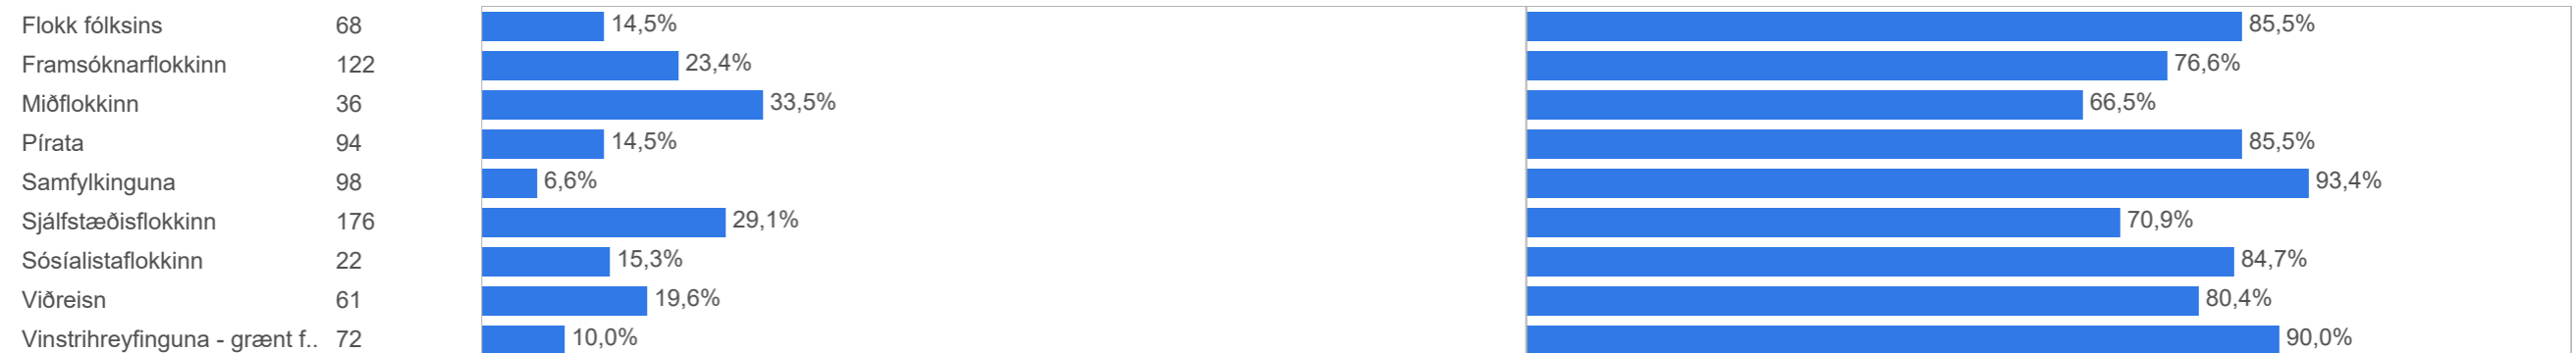 Flokk fólksins 68 14,5% 85,5%
Framsóknarflokkinn 122 23,4% 76,6%
Miðflokkinn 36 33,5% 66,5%
Pírata 94 14,5% 85,5%
Samfylkinguna 98 6,6% 93,4%
Sjálfstæðisflokkinn 176 29,1% 70,9%
Sósíalistaflokkinn 22 15,3% 84,7%
Viðreisn 61 19,6% 80,4%
Vinstrihreyfinguna - grænt f.. 72 10,0% 90,0%